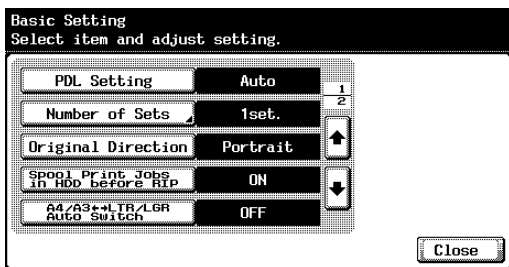 Basic Setting
Select item and adjust setting.
PDL Setting Auto
1
2
Number of Sets 1set.
Original Direction Portrait
Spool Print Jobs
in HDD before RIP ON
A4/A3↔LTR/LGR
Auto Switch OFF
Close